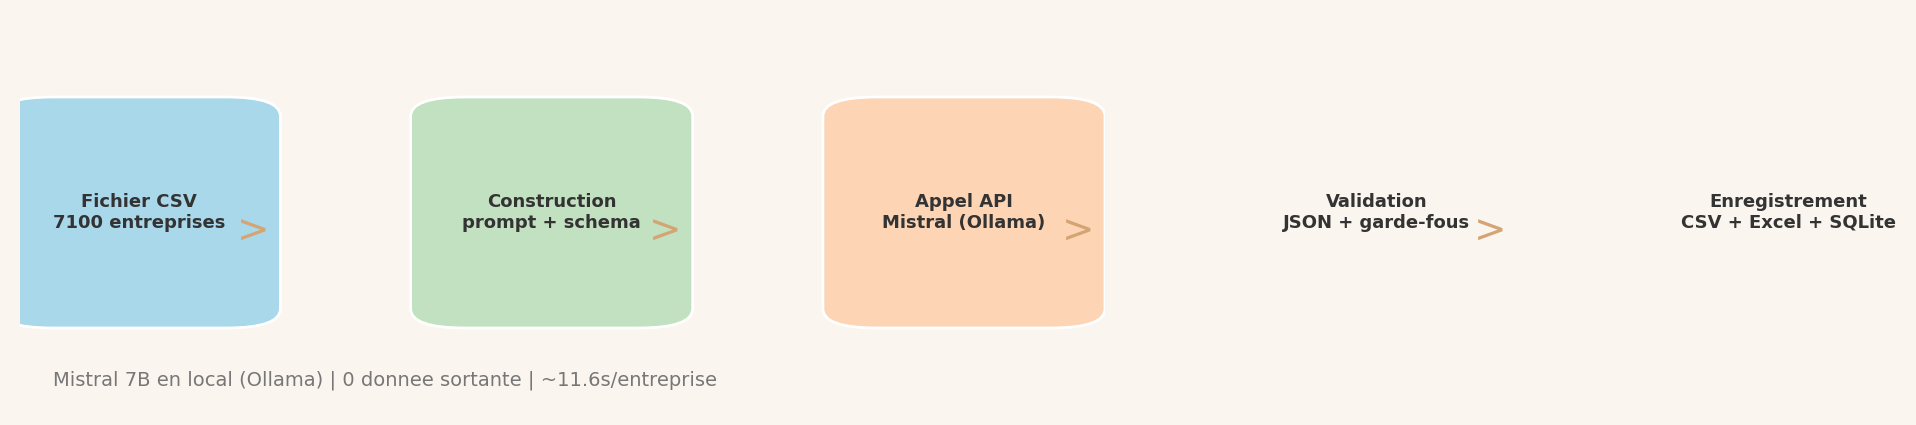 Fichier CSV
7100 entreprises
>
Construction
prompt + schema
>
Appel API
Mistral (Ollama)
>
Validation
JSON + garde-fous
>
Enregistrement
CSV + Excel + SQLite
Mistral 7B en local (Ollama) | 0 donnee sortante | ~11.6s/entreprise